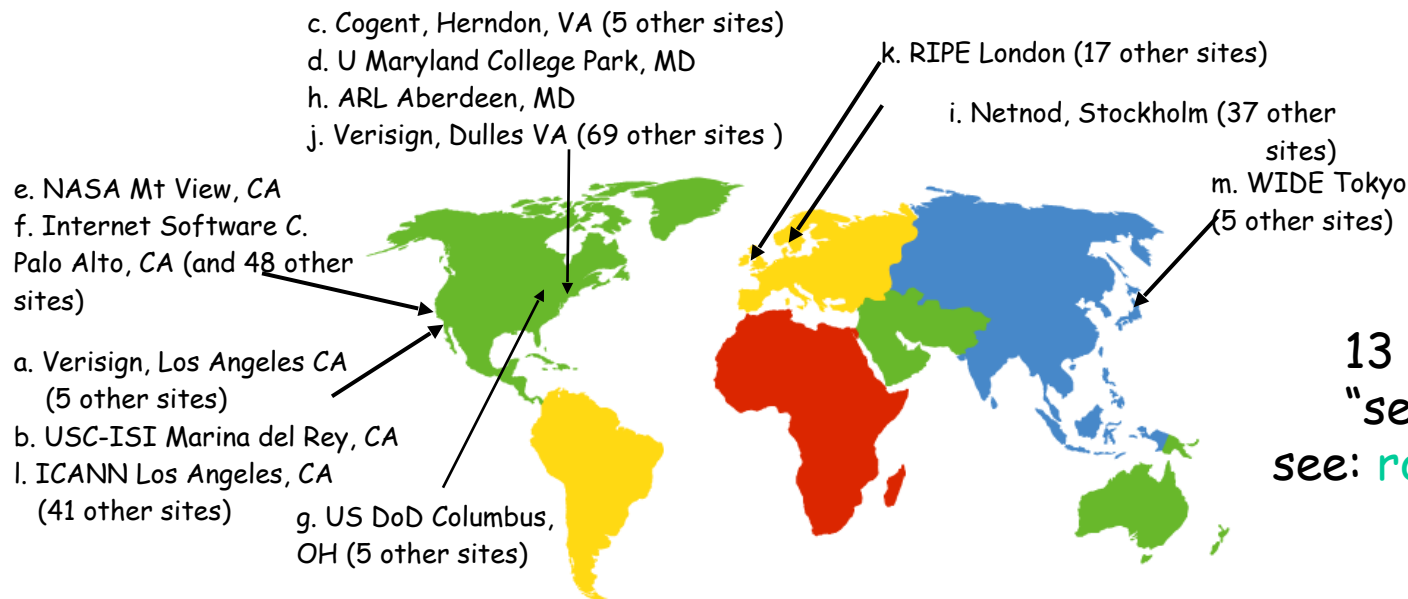 c. Cogent, Herndon, VA (5 other sites)
d. U Maryland College Park, MD
h. ARL Aberdeen, MD
j. Verisign, Dulles VA (69 other sites )
k. RIPE London (17 other sites)
i. Netnod, Stockholm (37 other
sites)
m. WIDE Tokyo
(5 other sites)
e. NASA Mt View, CA
f. Internet Software C.
Palo Alto, CA (and 48 other
sites)
a. Verisign, Los Angeles CA
(5 other sites)
b. USC-ISI Marina del Rey, CA
l. ICANN Los Angeles, CA
(41 other sites)
g. US DoD Columbus,
OH (5 other sites)
13
see: